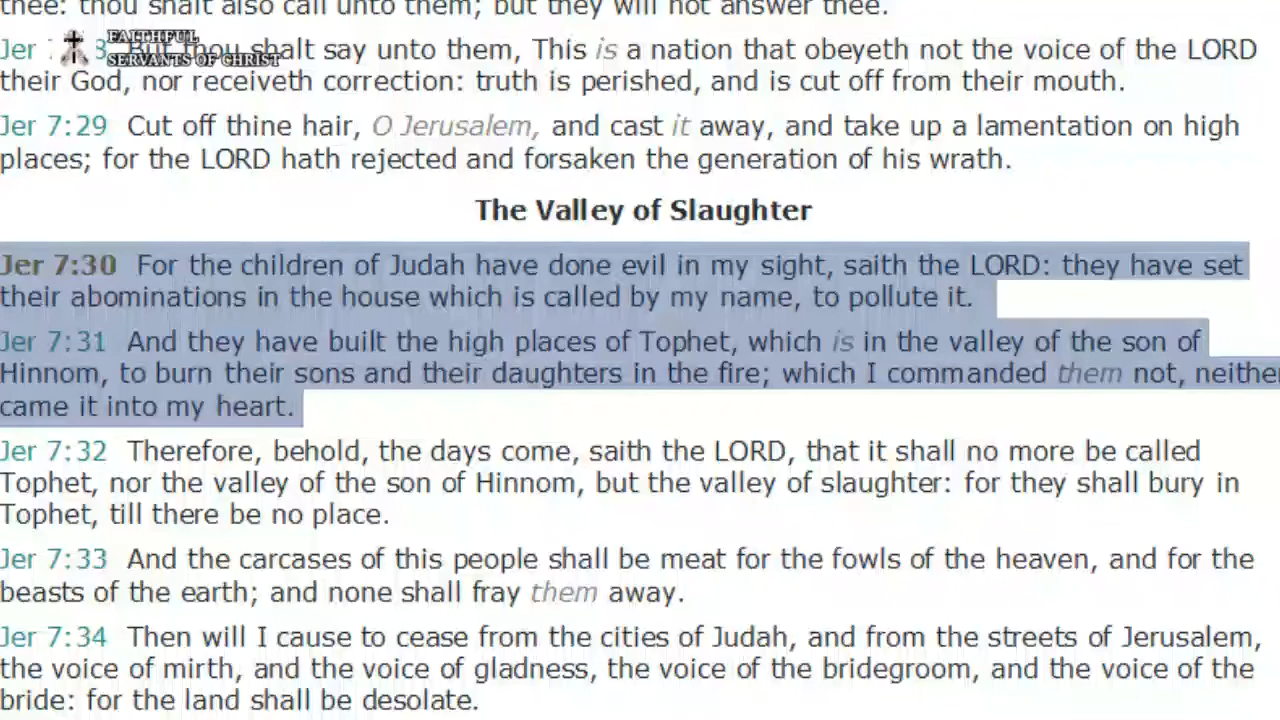 thee: thou shalt also call unto them; but they will not answer thee.
FAITHFUL
SERVANTS OF CHRIST
Jer 3 But thou shalt say unto them, This is a nation that obeyeth not the voice of the LORD
their God, nor receiveth correction: truth is perished, and is cut off from their mouth.
Jer 7:29 Cut off thine hair, O Jerusalem, and cast it away, and take up a lamentation on high
places; for the LORD hath rejected and forsaken the generation of his wrath.
The Valley of Slaughter
Jer 7:30 For the children of Judah have done evil in my sight, saith the LORD: they have set
their abominations in the house which is called by my name, to pollute it.
Jer 7:31 And they have built the high places of Tophet, which is in the valley of the son of
Hinnom, to burn their sons and their daughters in the fire; which I commanded them not, neither
came it into my heart.
Jer 7:32 Therefore, behold, the days come, saith the LORD, that it shall no more be called
Tophet, nor the valley of the son of Hinnom, but the valley of slaughter: for they shall bury in
Tophet, till there be no place.
Jer 7:33 And the carcases of this people shall be meat for the fowls of the heaven, and for the
beasts of the earth; and none shall fray them away.
Jer 7:34 Then will I cause to cease from the cities of Judah, and from the streets of Jerusalem,
the voice of mirth, and the voice of gladness, the voice of the bridegroom, and the voice of the
bride: for the land shall be desolate.